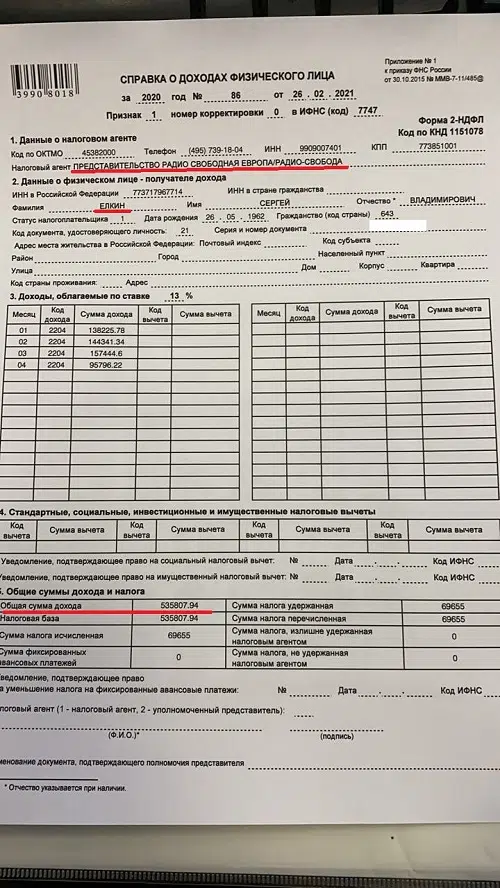 3990 8018
Приложение № 1
к приказу ФНС России
от 30.10.2015 № ММВ-7-11/485@
СПРАВКА О ДОХОДАХ ФИЗИЧЕСКОГО ЛИЦА
за 2020 год № 86 от 26 . 02 . 2021
Признак 1 номер корректировки 0 в ИФНС (код) 7747
Форма 2-НДФЛ
Код по КНД 1151078
1. Данные о налоговом агенте
Код по ОКТМО 45382000 Телефон (495) 739-18-04 ИНН 9909007401 КПП 773851001
Налоговый агент ПРЕДСТАВИТЕЛЬСТВО РАДИО СВОБОДНАЯ ЕВРОПА/РАДИО-СВОБОДА
2. Данные о физическом лице - получателе дохода
ИНН в Российской Федерации 773717967714 ИНН в стране гражданства
Фамилия ЕЛКИН Имя СЕРГЕЙ Отчество * ВЛАДИМИРОВИЧ
Статус налогоплательщика 1 Дата рождения 26 . 05 . 1962 Гражданство (код страны) 643
Код документа, удостоверяющего личность: 21 Серия и номер документа
Адрес места жительства в Российской Федерации: Почтовый индекс Код субъекта
Район Город Населенный пункт
Улица Дом Корпус Квартира
Код страны проживания: Адрес
3. Доходы, облагаемые по ставке 13 %
Месяц Код дохода Сумма дохода Код вычета Сумма вычета Месяц Код дохода Сумма дохода Код вычета Сумма вычета
01 2204 138225.78
02 2204 144341.34
03 2204 157444.6
04 2204 95796.22
4. Стандартные, социальные, инвестиционные и имущественные налоговые вычеты
Код вычета Сумма вычета Код вычета Сумма вычета Код вычета Сумма вычета Код вычета Сумма вычета
Уведомление, подтверждающее право на социальный налоговый вычет: № Дата . . Код ИФНС
Уведомление, подтверждающее право на имущественный налоговый вычет: № Дата . . Код ИФНС
. Общие суммы дохода и налога
Общая сумма дохода 535807.94 Сумма налога удержанная 69655
Налоговая база 535807.94 Сумма налога перечисленная 69655
Сумма налога исчисленная 69655 Сумма налога, излишне удержанная налоговым агентом 0
Сумма фиксированных авансовых платежей 0 Сумма налога, не удержанная налоговым агентом 0
ведомление, подтверждающее право
а уменьшение налога на фиксированные авансовые платежи: № Дата . . Код ИФНС
логовый агент (1 - налоговый агент, 2 - уполномоченный представитель):
(Ф.И.О.)* (подпись)
менование документа, подтверждающего полномочия представителя
* Отчество указывается при наличии.